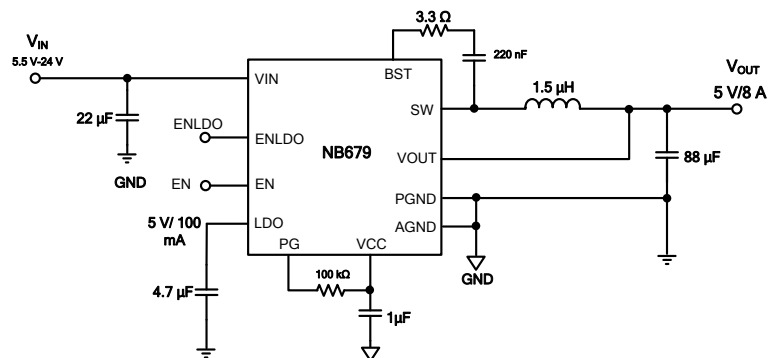 3.3 Ω
V_IN
5.5 V-24 V
220 nF
BST
VIN
V_OUT
5 V/8 A
1.5 µH
SW
22 µF
ENLDO
ENLDO
NB679
VOUT
88 µF
GND
EN
EN
PGND
5 V/ 100
mA
LDO
AGND
PG
VCC
GND
100 kΩ
4.7 µF
1µF